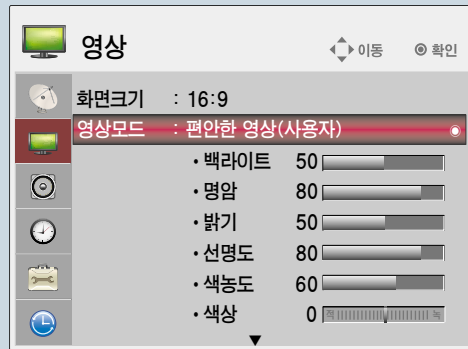 영상 이동 확인
화면크기 : 16:9
영상모드 : 편안한 영상(사용자)
· 백라이트 50
· 명암 80
· 밝기 50
· 선명도 80
· 색농도 60
· 색상 0 적 녹